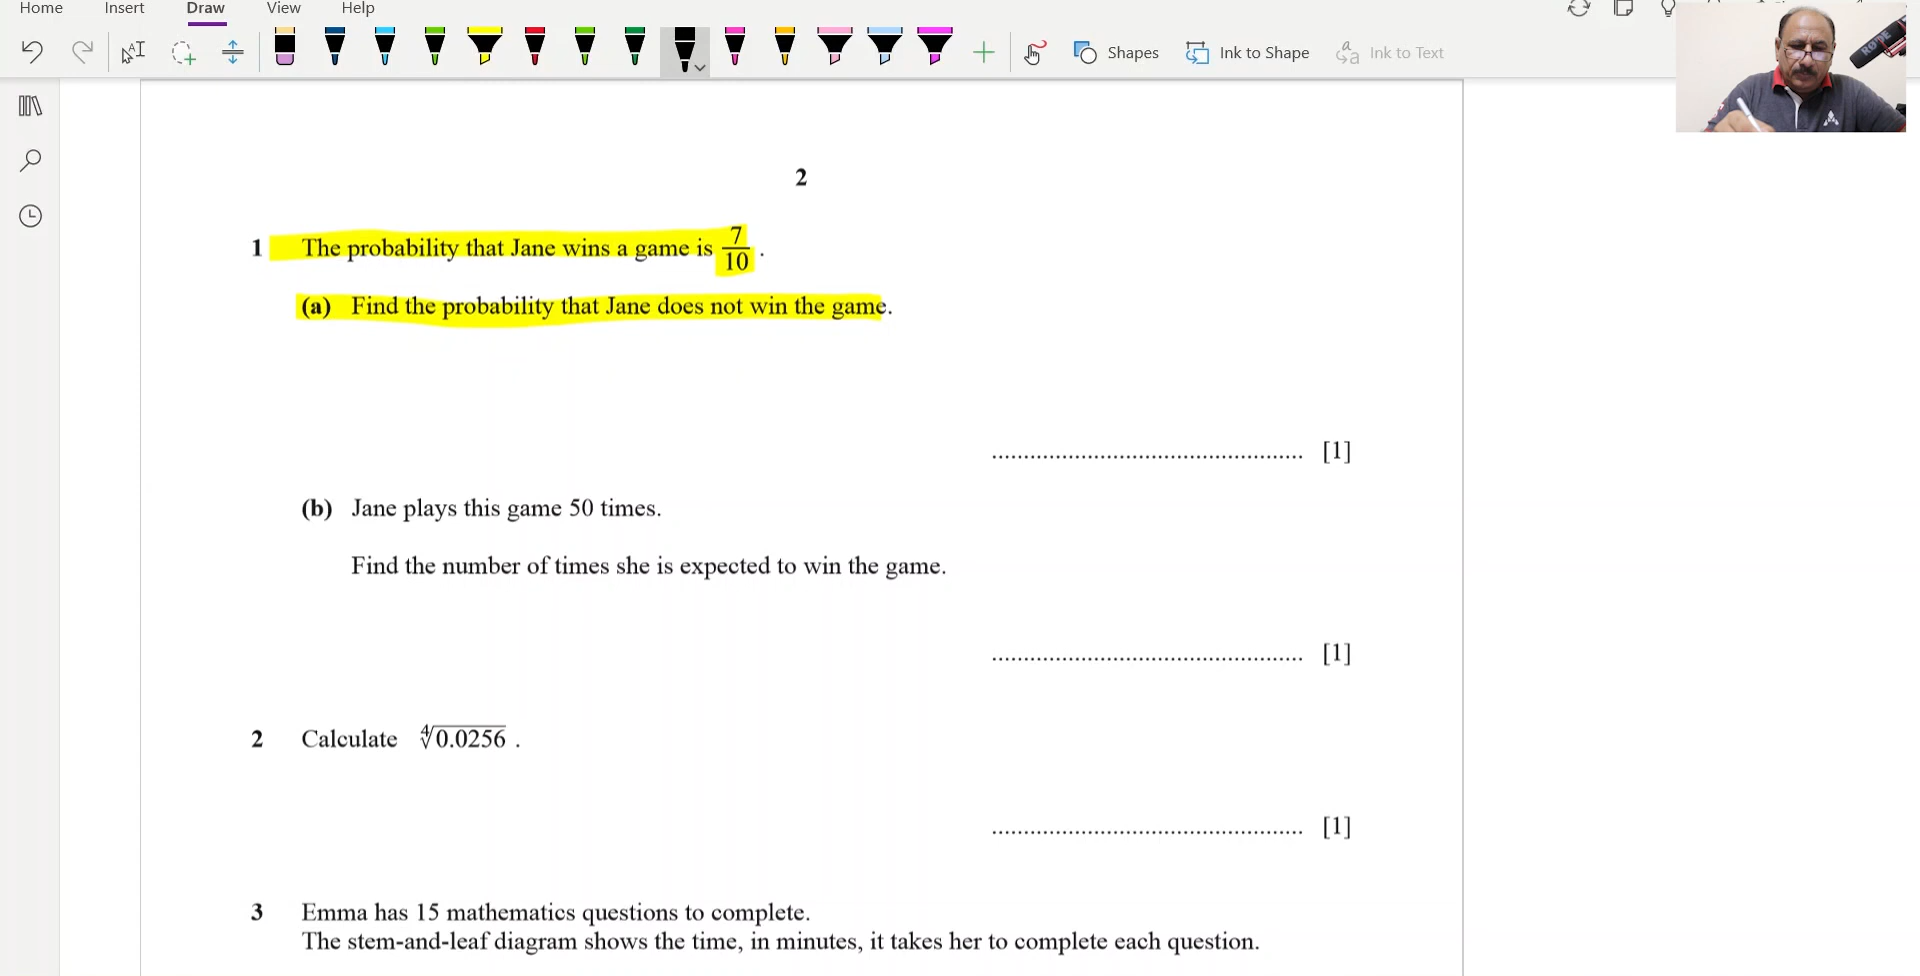 Home Insert Draw View Help
Shapes Ink to Shape Ink to Text
RØDE
2
1 The probability that Jane wins a game is 7/10 .
(a) Find the probability that Jane does not win the game.
.................................................. [1]
(b) Jane plays this game 50 times.
Find the number of times she is expected to win the game.
.................................................. [1]
2 Calculate ∜0.0256 .
.................................................. [1]
3 Emma has 15 mathematics questions to complete.
The stem-and-leaf diagram shows the time, in minutes, it takes her to complete each question.